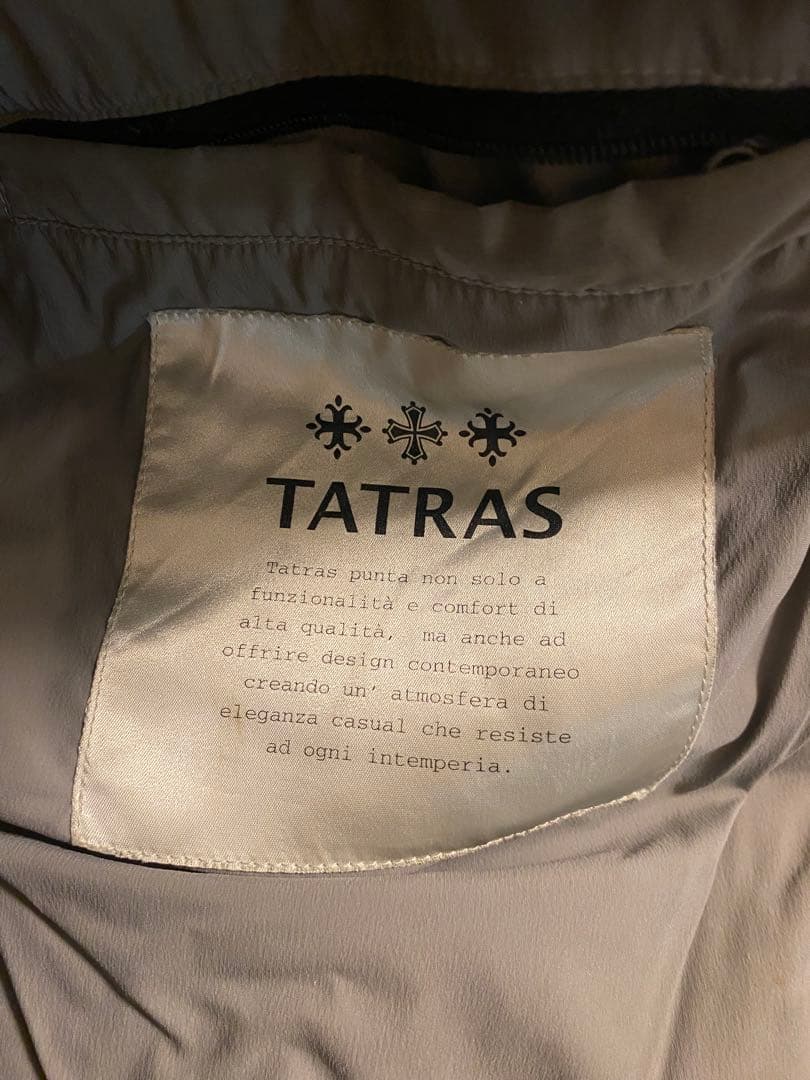 TATRAS
Tatras punta non solo a
funzionalità e comfort di
alta qualità, ma anche ad
offrire design contemporaneo
creando un' atmosfera di
eleganza casual che resiste
ad ogni intemperia.